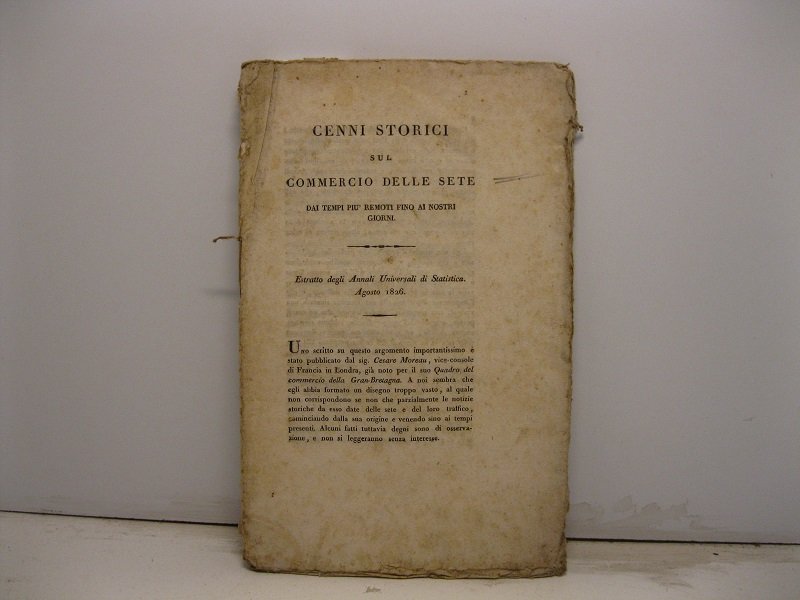 CENNI STORICI
SUL
COMMERCIO DELLE SETE
DAI TEMPI PIU' REMOTI FINO AI NOSTRI
GIORNI.
Estratto degli Annali Universali di Statistica.
Agosto 1826.
Uno scritto su questo argomento importantissimo è
stato pubblicato dal sig. Cesare Moreau, vice-console
di Francia in Londra, già noto per il suo Quadro del
commercio della Gran-Bretagna. A noi sembra che
egli abbia formato un disegno troppo vasto, al quale
non corrispondono se non che parzialmente le notizie
storiche da esso date delle sete e del loro traffico,
cominciando dalla sua origine e venendo sino ai tempi
presenti. Alcuni fatti tuttavia degni sono di osserva-
zione, e non si leggeranno senza interesse.